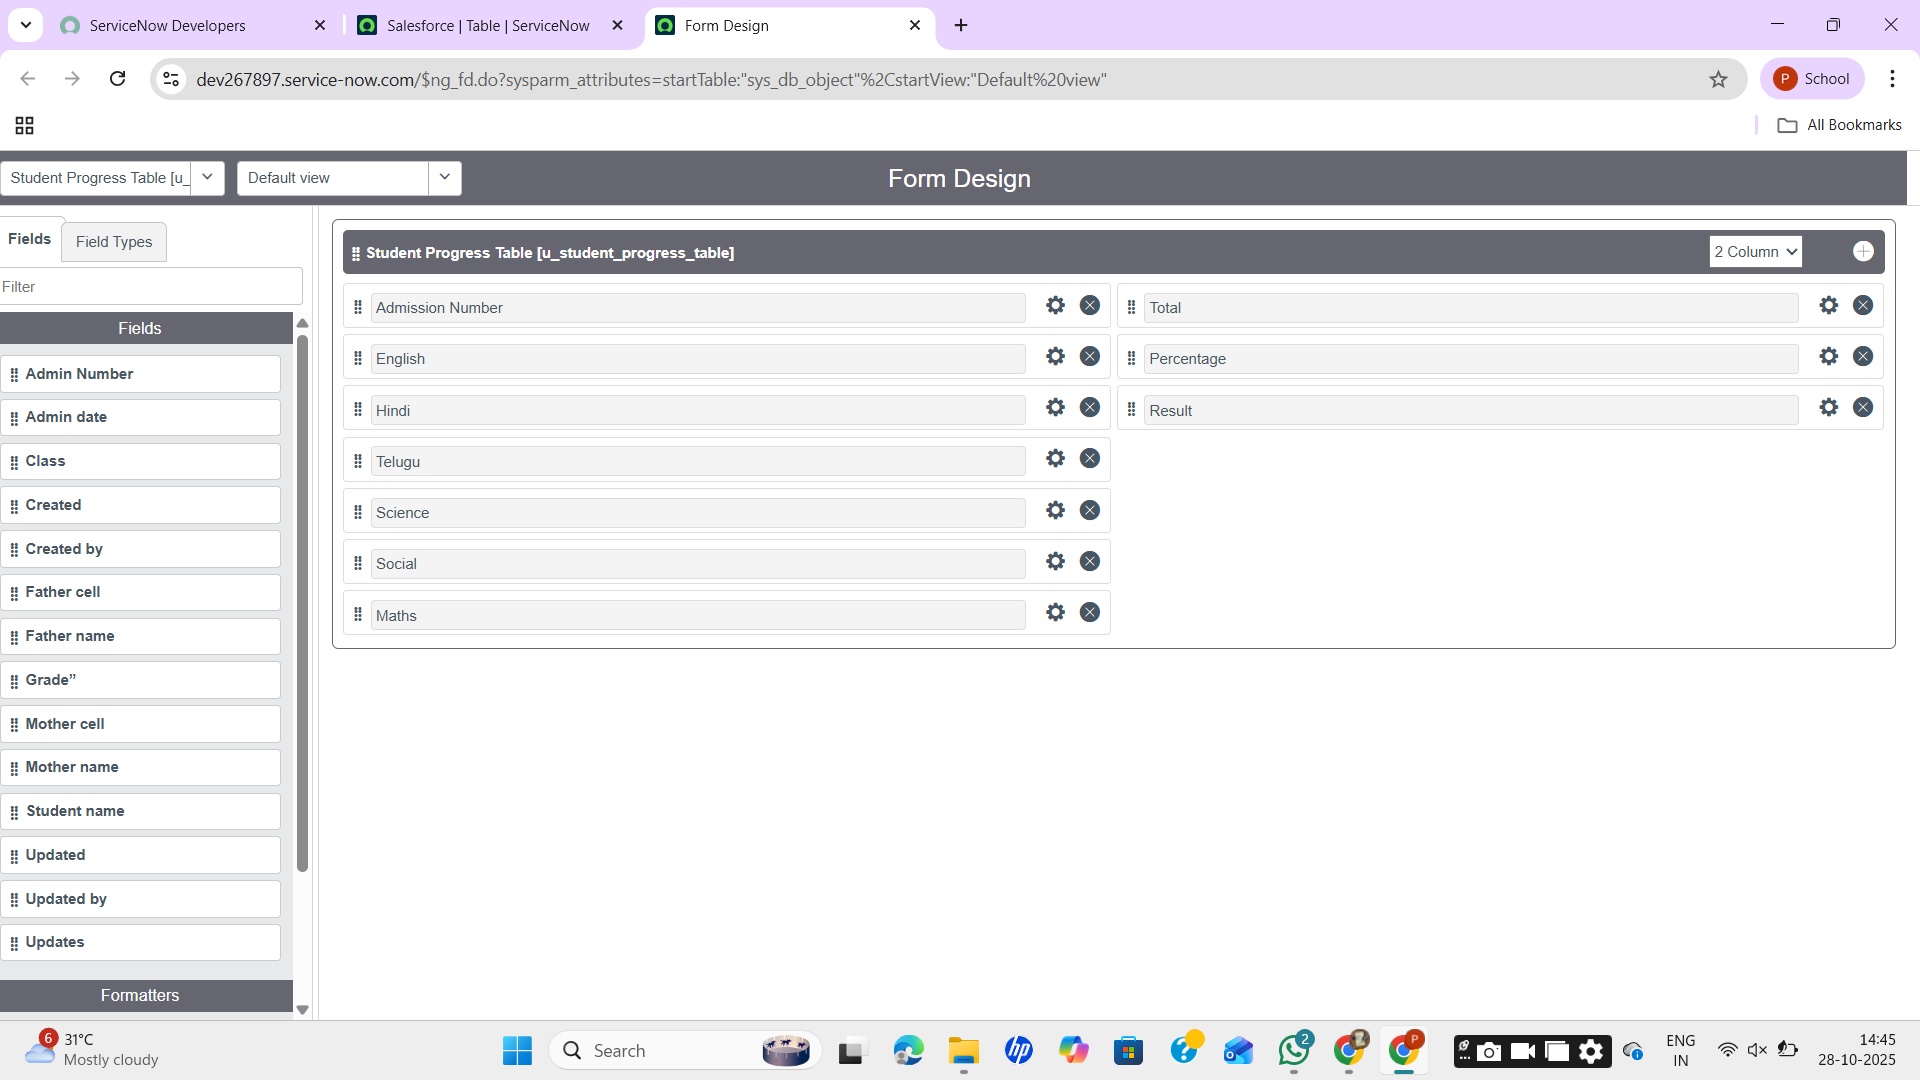 ServiceNow Developers
Salesforce | Table | ServiceNow
Form Design
dev267897.service-now.com/$ng_fd.do?sysparm_attributes=startTable:"sys_db_object"%2CstartView:"Default%20view"
P School
All Bookmarks
Student Progress Table [u_
Default view
Form Design
Fields
Field Types
Filter
Fields
Admin Number
Admin date
Class
Created
Created by
Father cell
Father name
Grade”
Mother cell
Mother name
Student name
Updated
Updated by
Updates
Formatters
Student Progress Table [u_student_progress_table]
2 Column
Admission Number
English
Hindi
Telugu
Science
Social
Maths
Total
Percentage
Result
6
31°C
Mostly cloudy
Search
hp
2
P
ENG
IN
14:45
28-10-2025